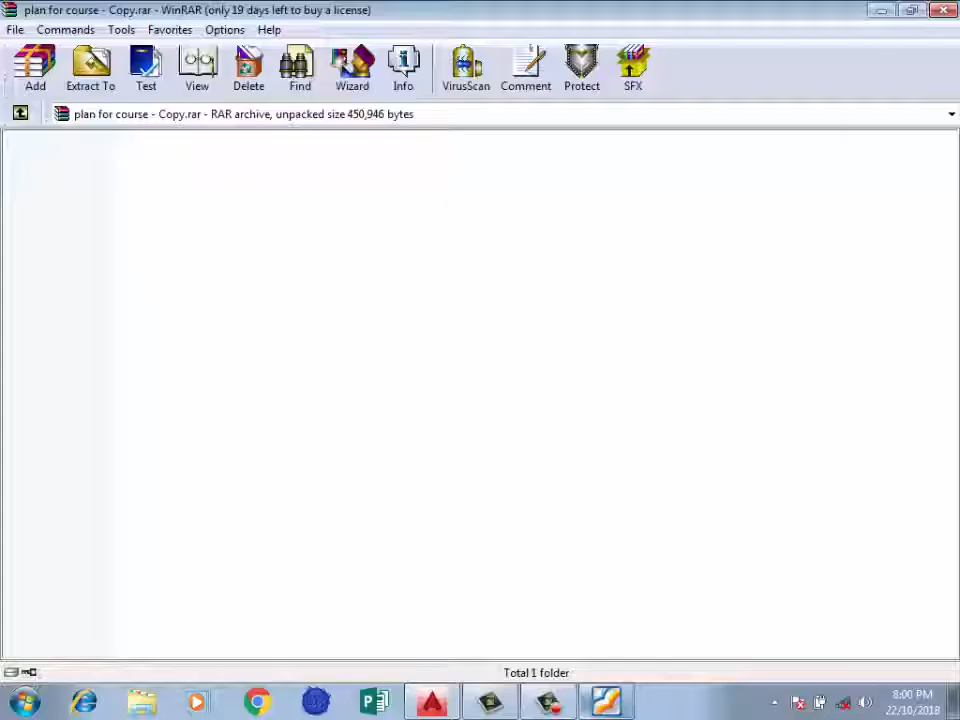 plan for course - Copy.rar - WinRAR (only 19 days left to buy a license)
File Commands Tools Favorites Options Help
Add Extract To Test View Delete Find Wizard Info VirusScan Comment Protect SFX
plan for course - Copy.rar - RAR archive, unpacked size 450,946 bytes
Total 1 folder
8:00 PM
22/10/2018